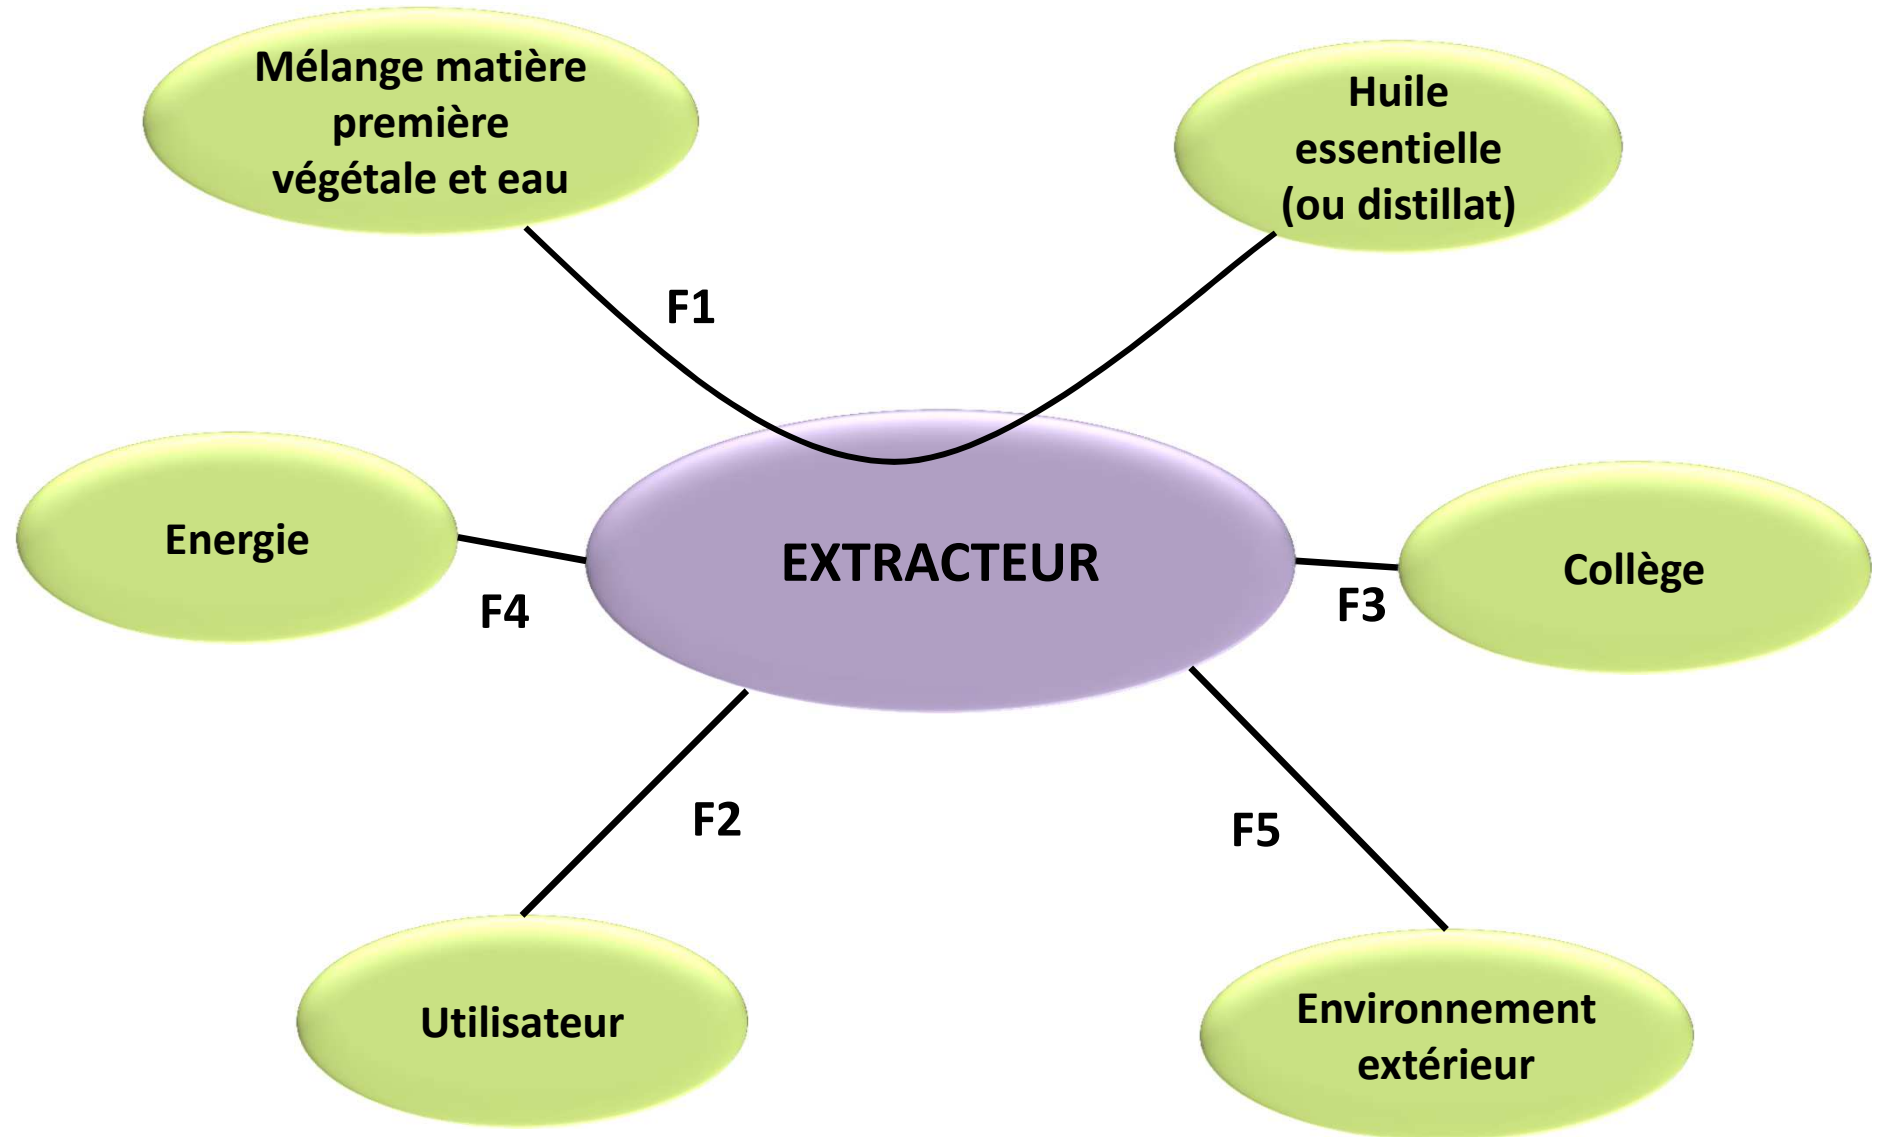 Mélange matière
première
végétale et eau
Huile
essentielle
(ou distillat)
F1
Energie
EXTRACTEUR
Collège
F4
F3
F2
F5
Utilisateur
Environnement
extérieur